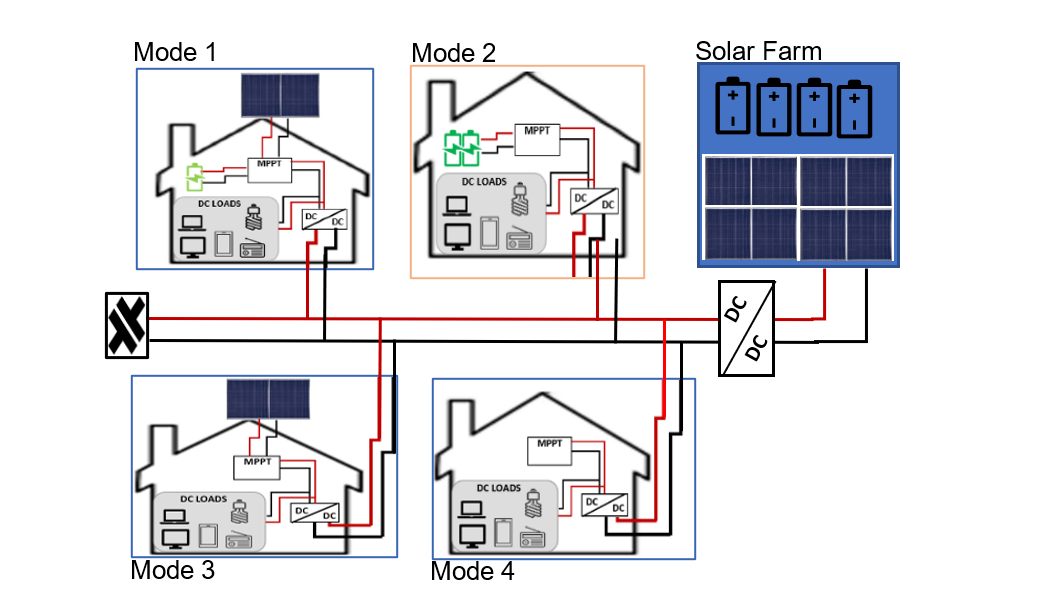 Mode 1
Mode 2
Solar Farm
MPPT
DC LOADS
DC
DC
MPPT
DC LOADS
DC
DC
+ + + +
I I I I
DC
DC
MPPT
DC LOADS
DC
DC
MPPT
DC LOADS
DC
DC
Mode 3
Mode 4